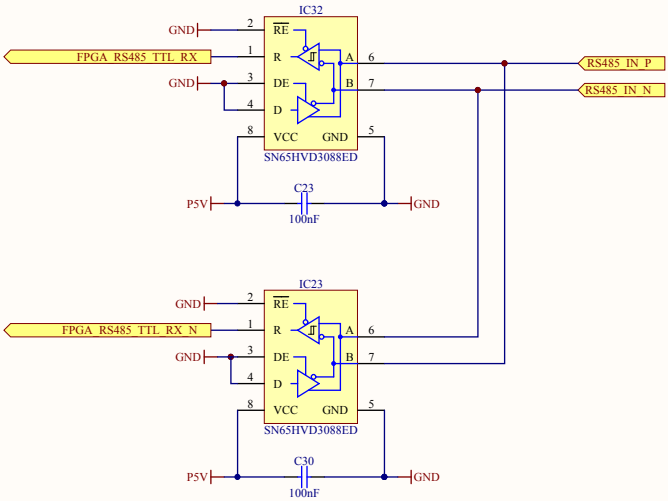 IC32
GND 2 RE
FPGA_RS485_TTL_RX 1 R A 6 RS485_IN_P
GND 3 DE B 7 RS485_IN_N
4 D
8 VCC GND 5
SN65HVD3088ED
C23
P5V GND
100nF
IC23
GND 2 RE
FPGA_RS485_TTL_RX_N 1 R A 6
GND 3 DE B 7
4 D
8 VCC GND 5
SN65HVD3088ED
C30
P5V GND
100nF